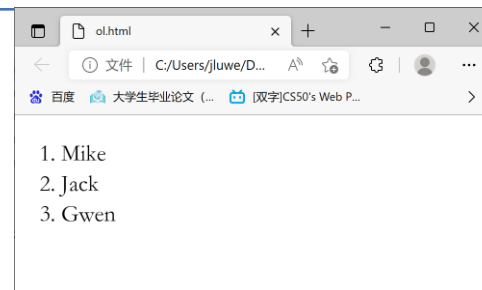 ol.html
文件 | C:/Users/jluwe/D...
百度 大学生毕业论文 (... [双字]CS50's Web P...
1. Mike
2. Jack
3. Gwen